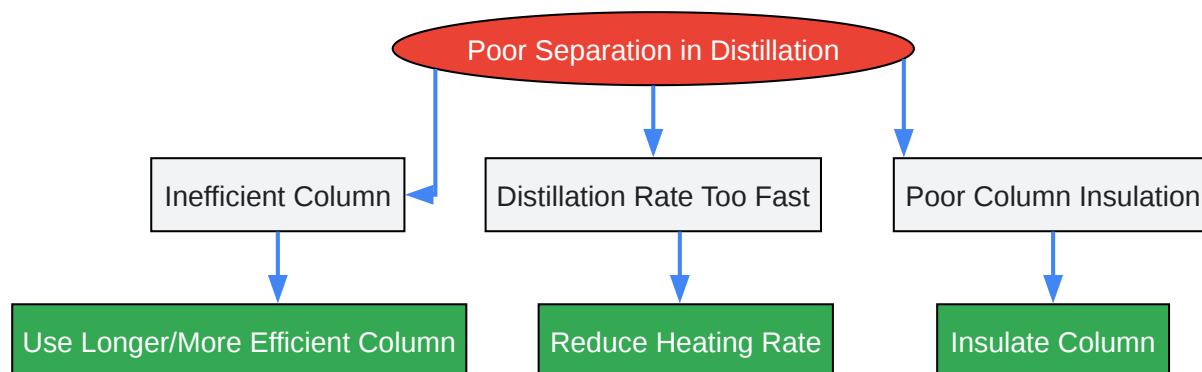 Poor Separation in Distillation
Inefficient Column
Distillation Rate Too Fast
Poor Column Insulation
Use Longer/More Efficient Column
Reduce Heating Rate
Insulate Column